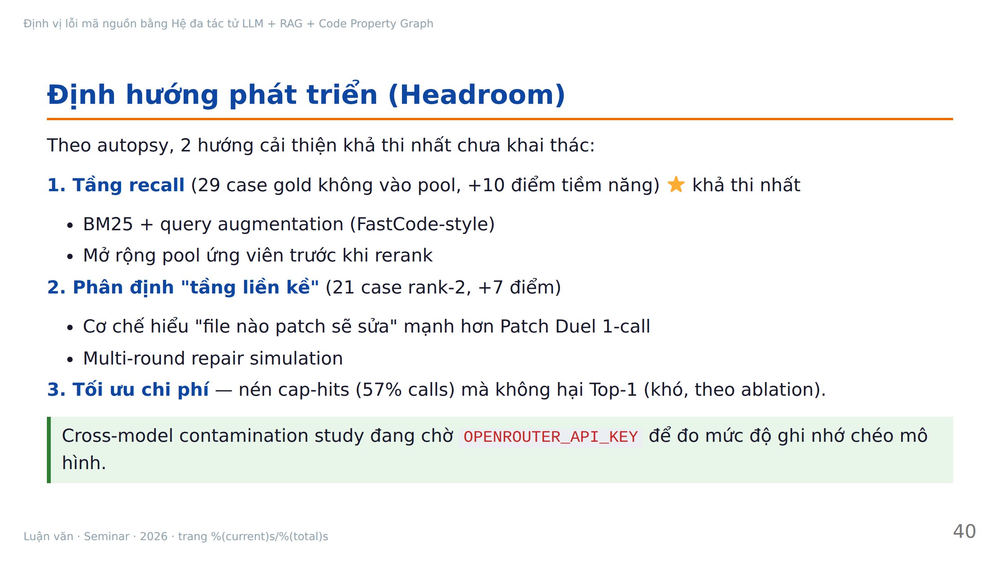 Định vị lỗi mã nguồn bằng Hệ đa tác tử LLM + RAG + Code Property Graph
Định hướng phát triển (Headroom)
Theo autopsy, 2 hướng cải thiện khả thi nhất chưa khai thác:
1. Tầng recall (29 case gold không vào pool, +10 điểm tiềm năng) ⭐ khả thi nhất
• BM25 + query augmentation (FastCode-style)
• Mở rộng pool ứng viên trước khi rerank
2. Phân định "tầng liền kề" (21 case rank-2, +7 điểm)
• Cơ chế hiểu "file nào patch sẽ sửa" mạnh hơn Patch Duel 1-call
• Multi-round repair simulation
3. Tối ưu chi phí — nén cap-hits (57% calls) mà không hại Top-1 (khó, theo ablation).
Cross-model contamination study đang chờ OPENROUTER_API_KEY để đo mức độ ghi nhớ chéo mô
hình.
Luận văn · Seminar · 2026 · trang %(current)s/%(total)s
40